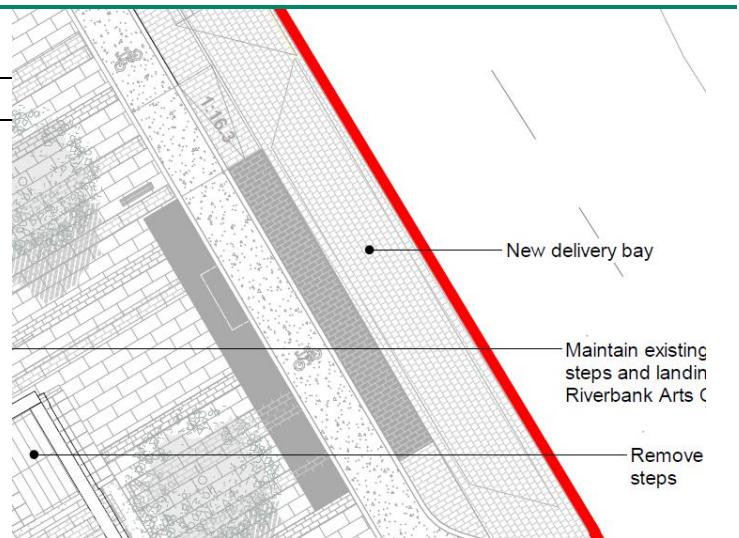 1:16.3
New delivery bay
Maintain existing
steps and landin
Riverbank Arts
Remove
steps